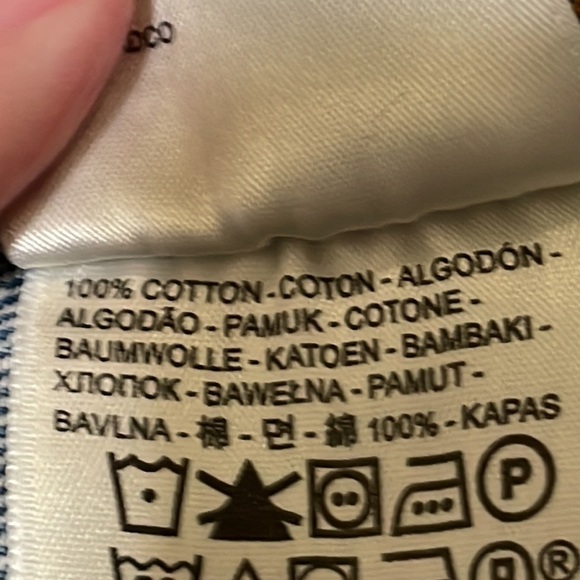 100% COTTON - COTON - ALGODÓN -
ALGODÃO - PAMUK - COTONE -
BAUMWOLLE - KATOEN - BAMBAKI -
ХЛОПОК - BAWEŁNA - PAMUT -
BAVLNA - 棉 - 면 - 綿 100% - KAPAS
P